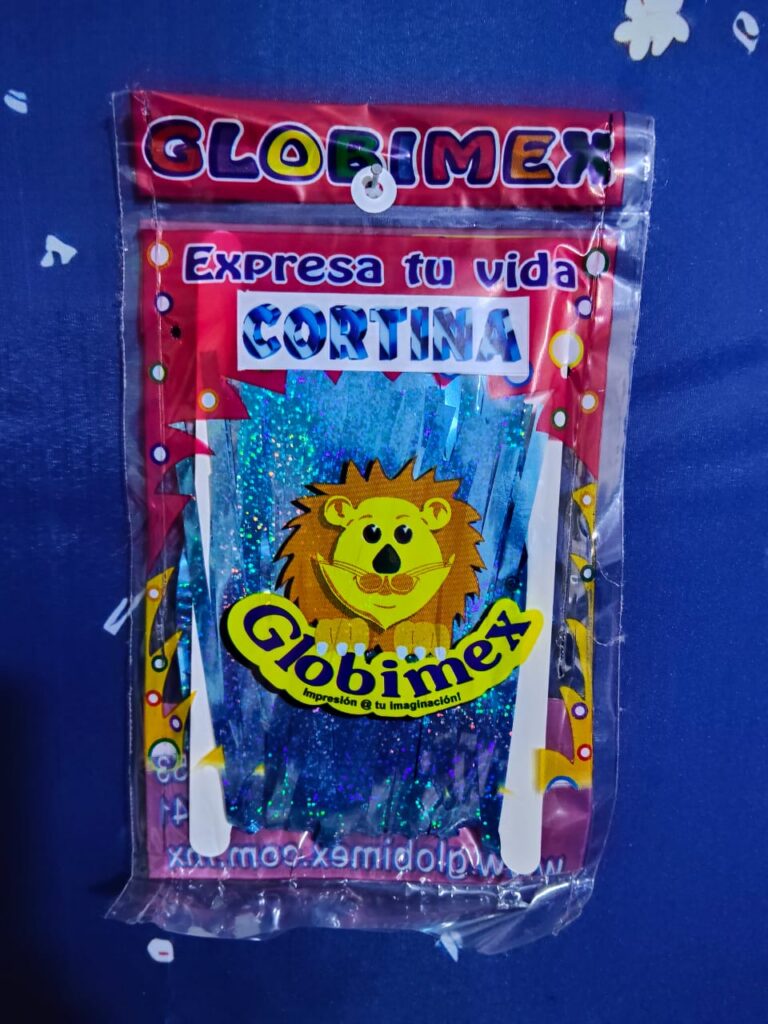 GLOBIMEX
Expresa tu vida
CORTINA
Globimex
Impresión @ tu imaginación!
www.globimex.com.mx